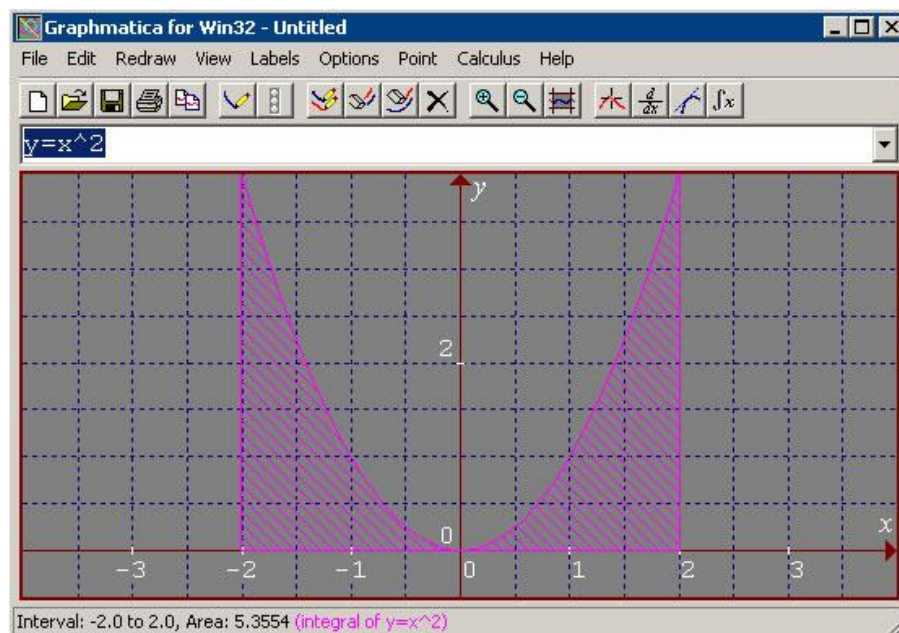 Graphmatica for Win32 - Untitled
File Edit Redraw View Labels Options Point Calculus Help
d/dx ∫x
y=x^2
y
2
0
x
-3 -2 -1 0 1 2 3
Interval: -2.0 to 2.0, Area: 5.3554 (integral of y=x^2)